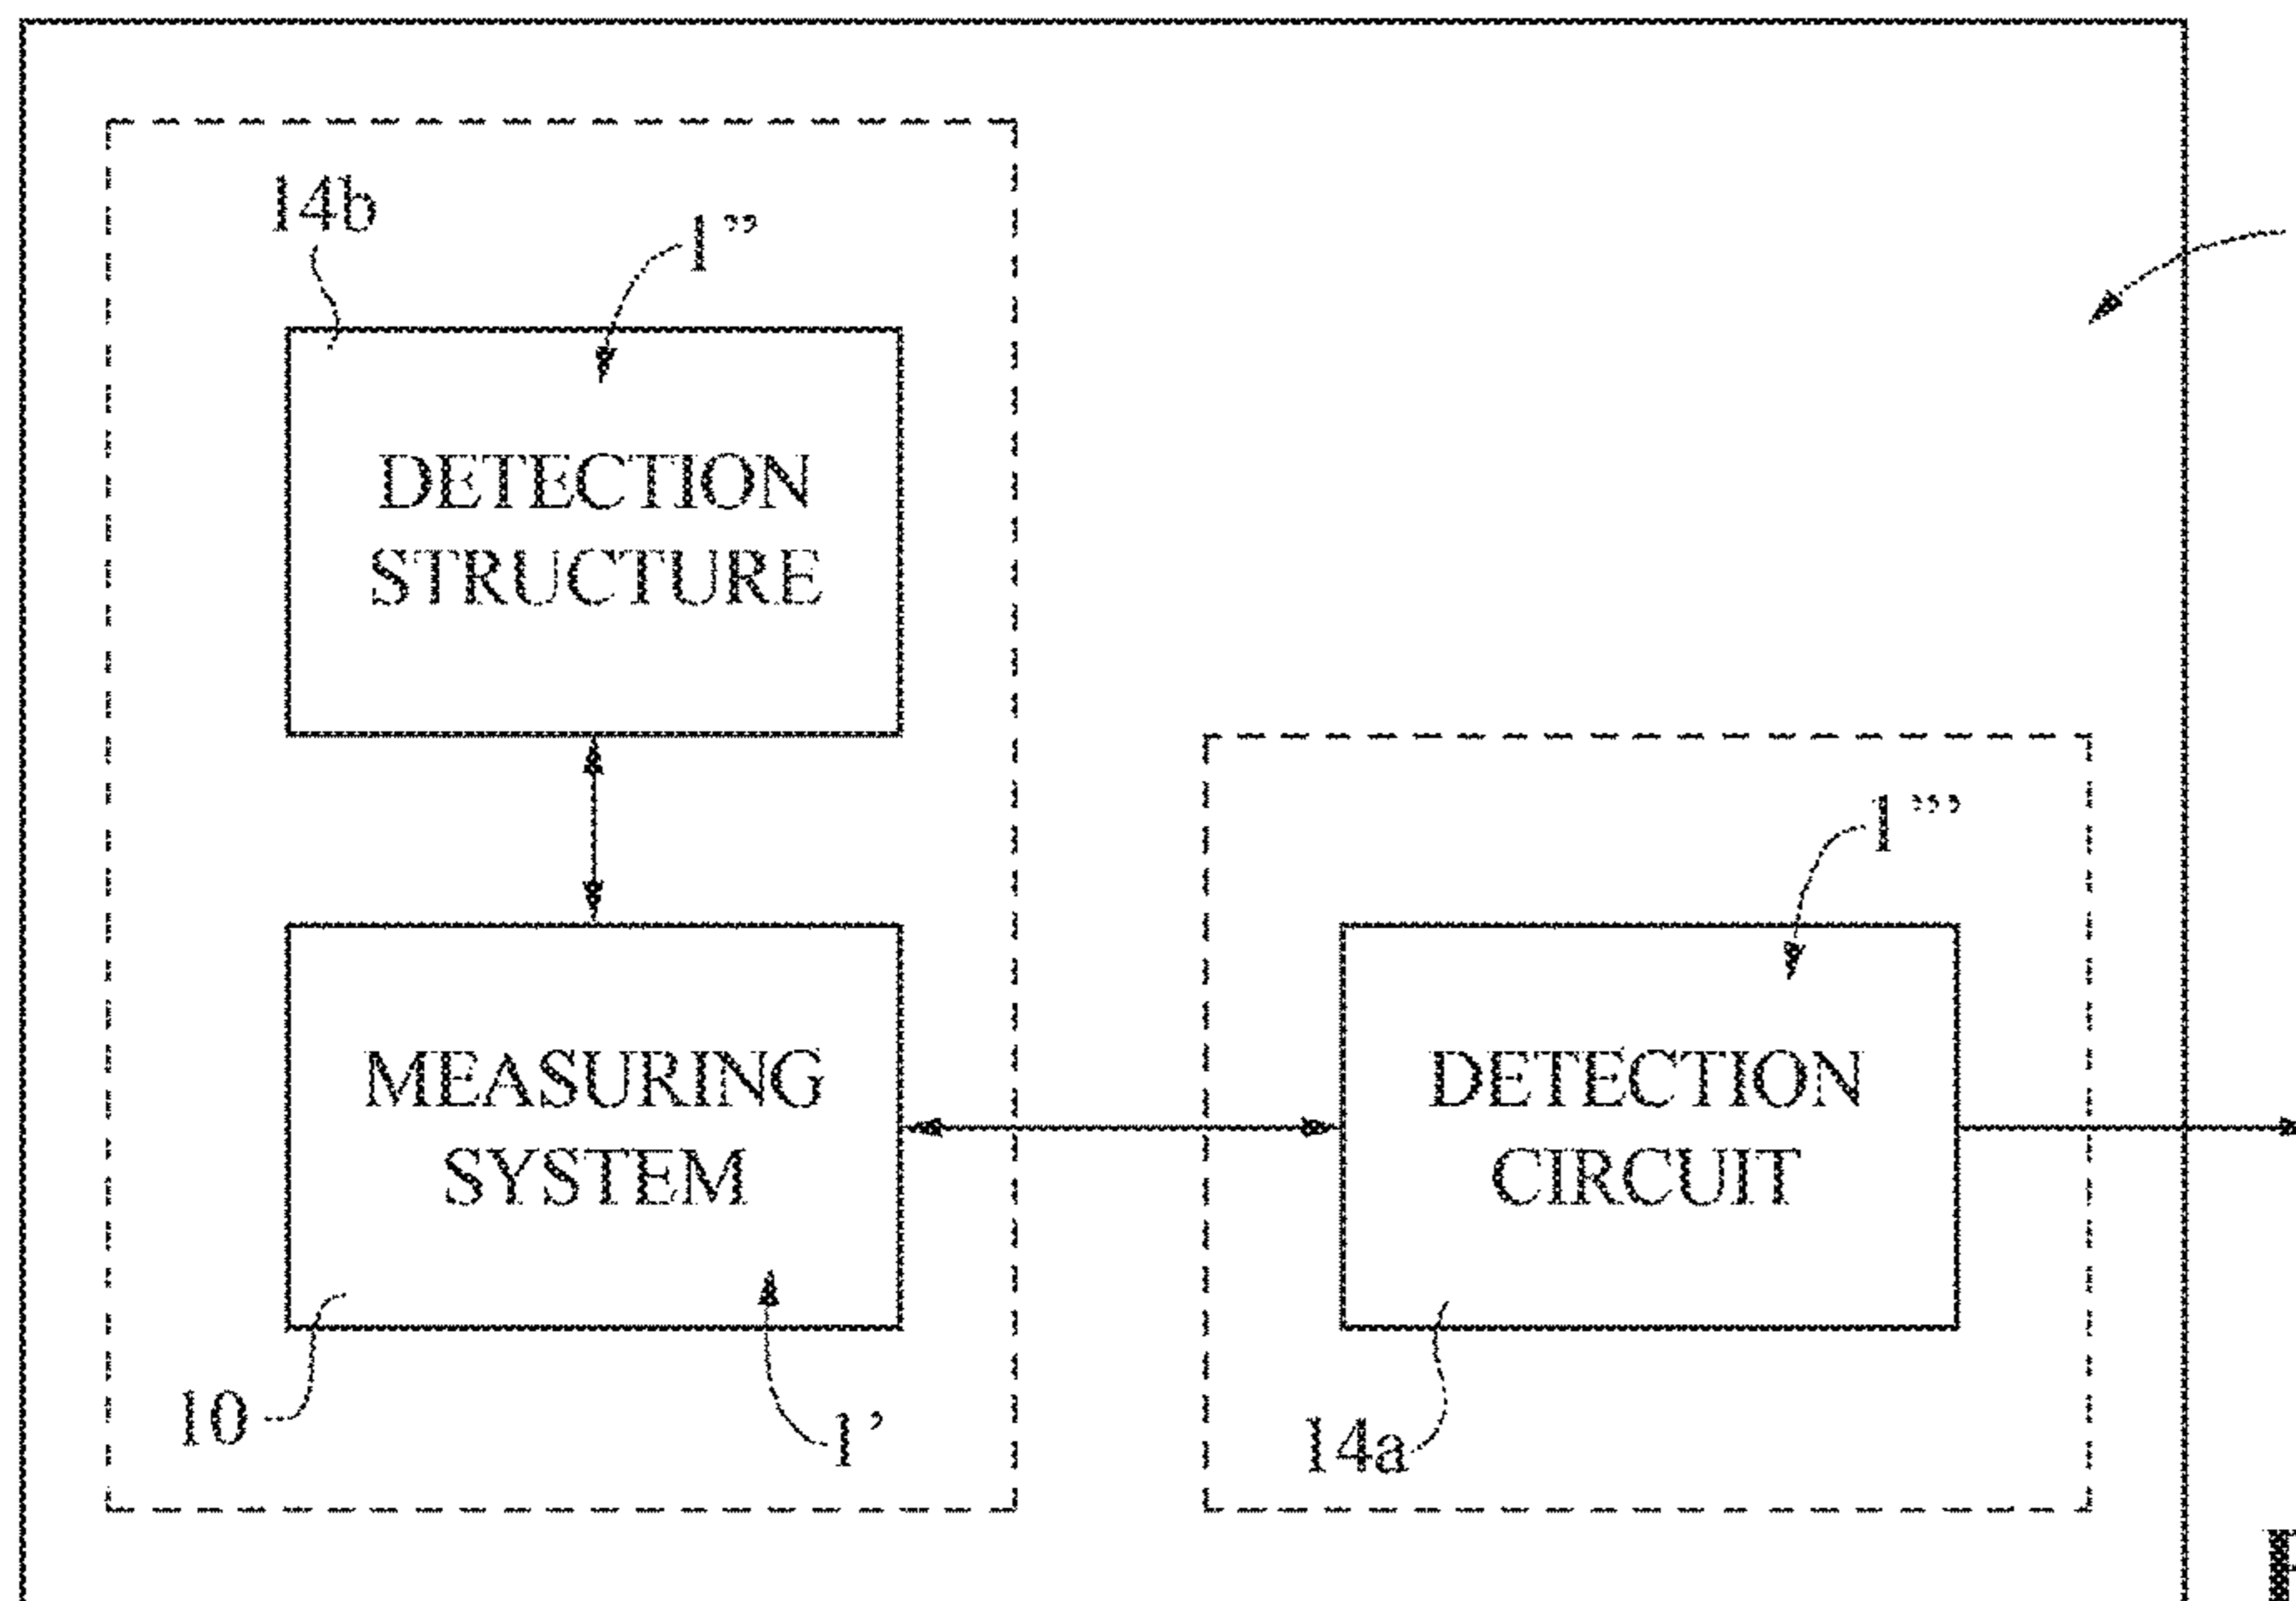 14b
1”
DETECTION
STRUCTURE
1”’
MEASURING
SYSTEM
DETECTION
CIRCUIT
10
1’
14a